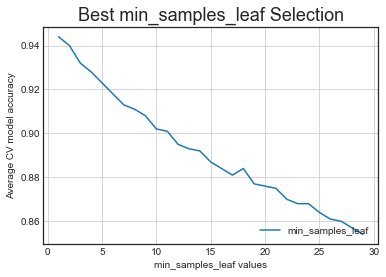 Best min_samples_leaf Selection
Average CV model accuracy
0.94
0.92
0.90
0.88
0.86
min_samples_leaf
0 5 10 15 20 25 30
min_samples_leaf values